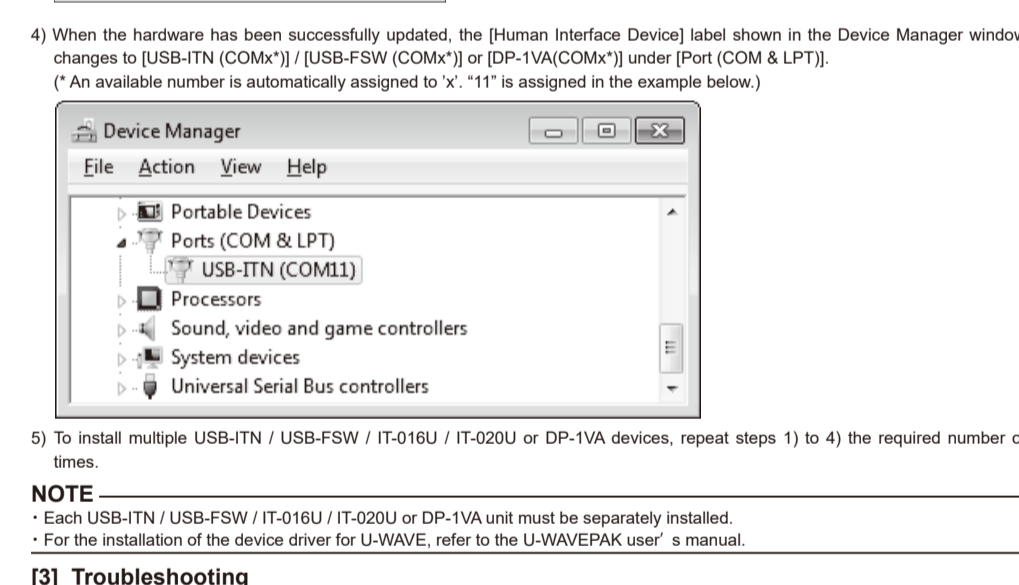 4) When the hardware has been successfully updated, the [Human Interface Device] label shown in the Device Manager window
changes to [USB-ITN (COMx*)] / [USB-FSW (COMx*)] or [DP-1VA(COMx*)] under [Port (COM & LPT)].
(* An available number is automatically assigned to 'x'. “11” is assigned in the example below.)
Device Manager
File Action View Help
Portable Devices
Ports (COM & LPT)
USB-ITN (COM11)
Processors
Sound, video and game controllers
System devices
Universal Serial Bus controllers
5) To install multiple USB-ITN / USB-FSW / IT-016U / IT-020U or DP-1VA devices, repeat steps 1) to 4) the required number o
times.
NOTE
・Each USB-ITN / USB-FSW / IT-016U / IT-020U or DP-1VA unit must be separately installed.
・For the installation of the device driver for U-WAVE, refer to the U-WAVEPAK user’ s manual.
[3] Troubleshooting